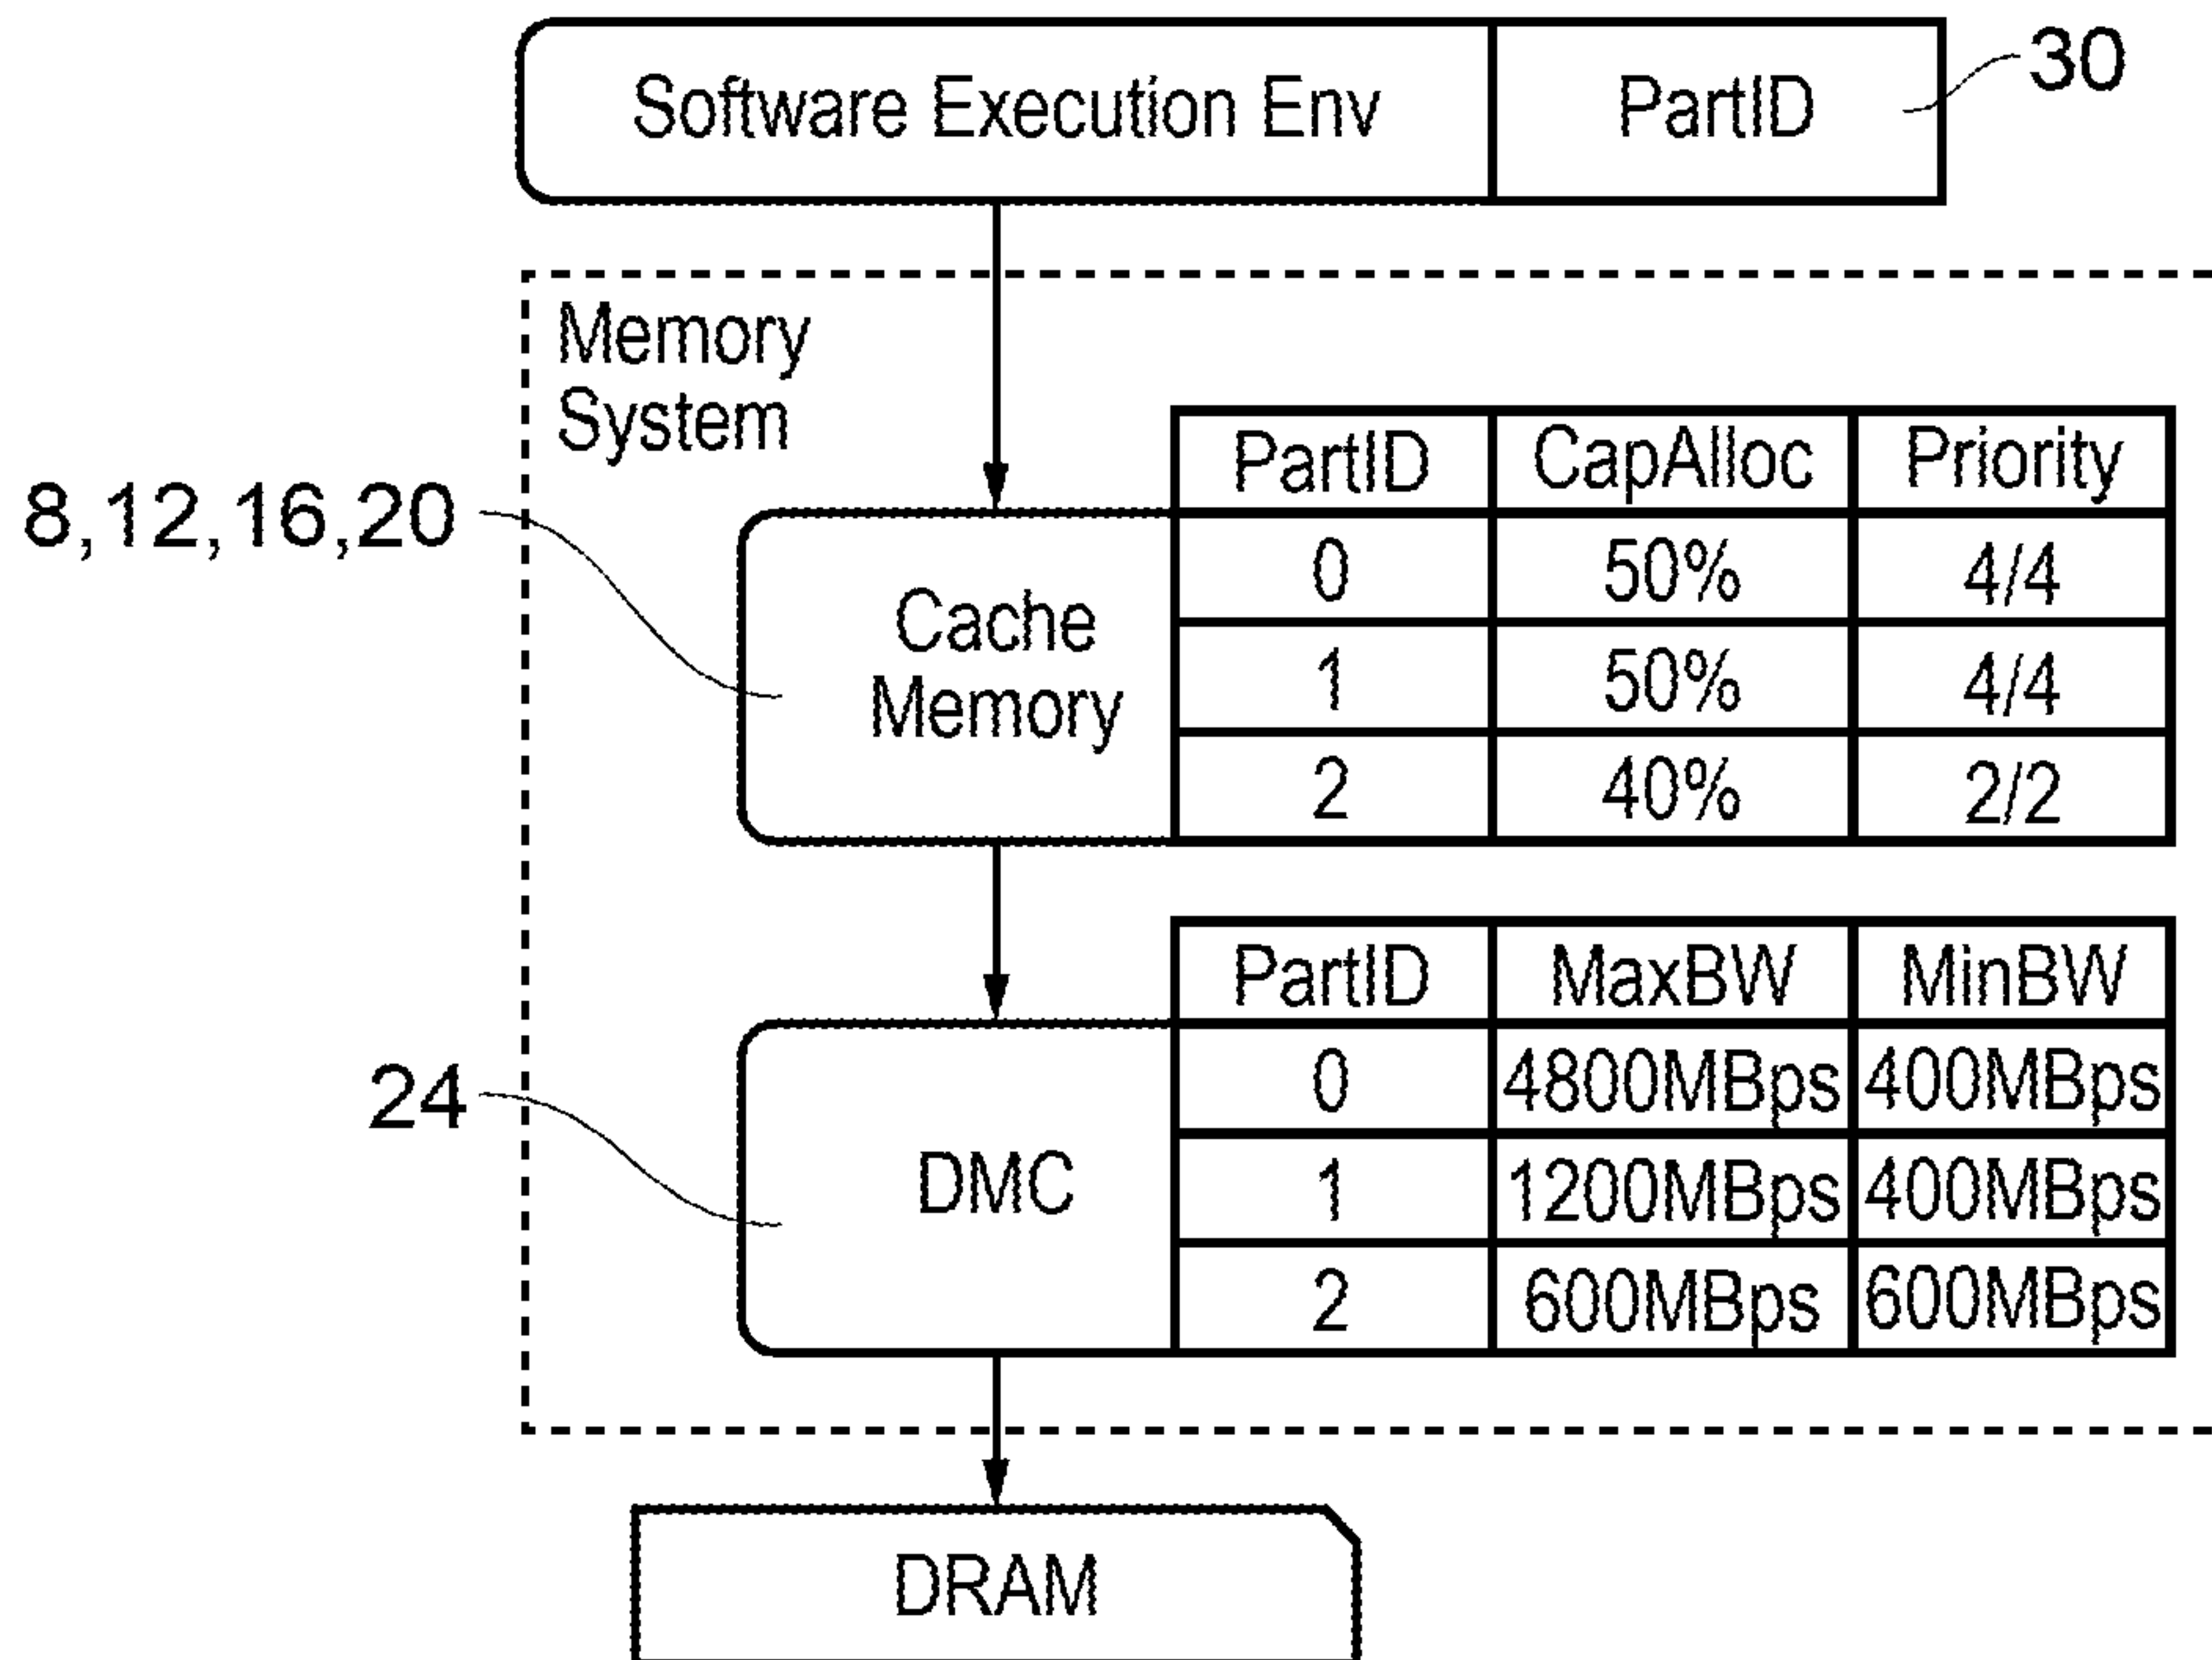 Software Execution Env PartID 30
Memory
System
PartID CapAlloc Priority
8,12,16,20
0 50% 4/4
Cache
Memory
1 50% 4/4
2 40% 2/2
PartID MaxBW MinBW
0 4800MBps 400MBps
24
DMC
1 1200MBps 400MBps
2 600MBps 600MBps
DRAM